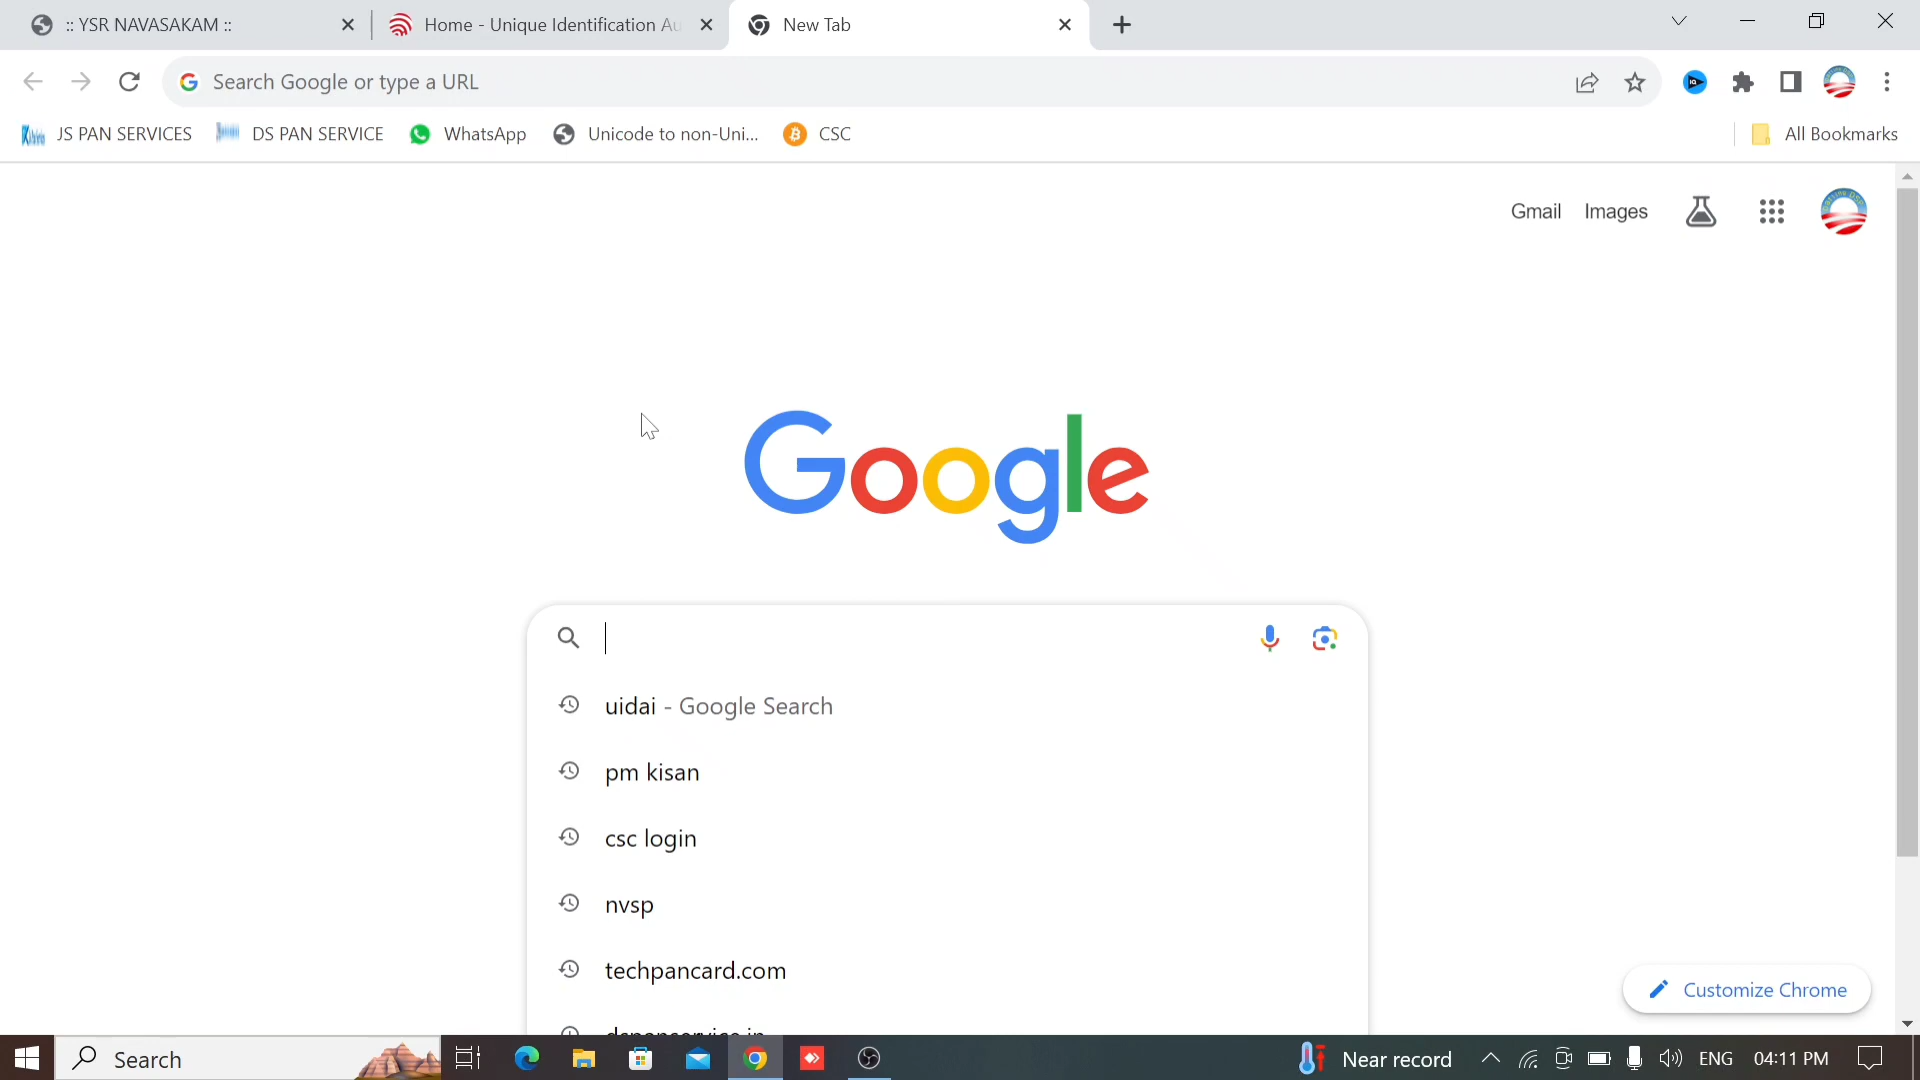 :: YSR NAVASAKAM ::
Home - Unique Identification Au
New Tab
Search Google or type a URL
JS PAN SERVICES
DS PAN SERVICE
WhatsApp
Unicode to non-Uni...
CSC
All Bookmarks
Gmail
Images
Google
uidai - Google Search
pm kisan
csc login
nvsp
techpancard.com
dspanservice.in
Customize Chrome
Search
Near record
ENG
04:11 PM